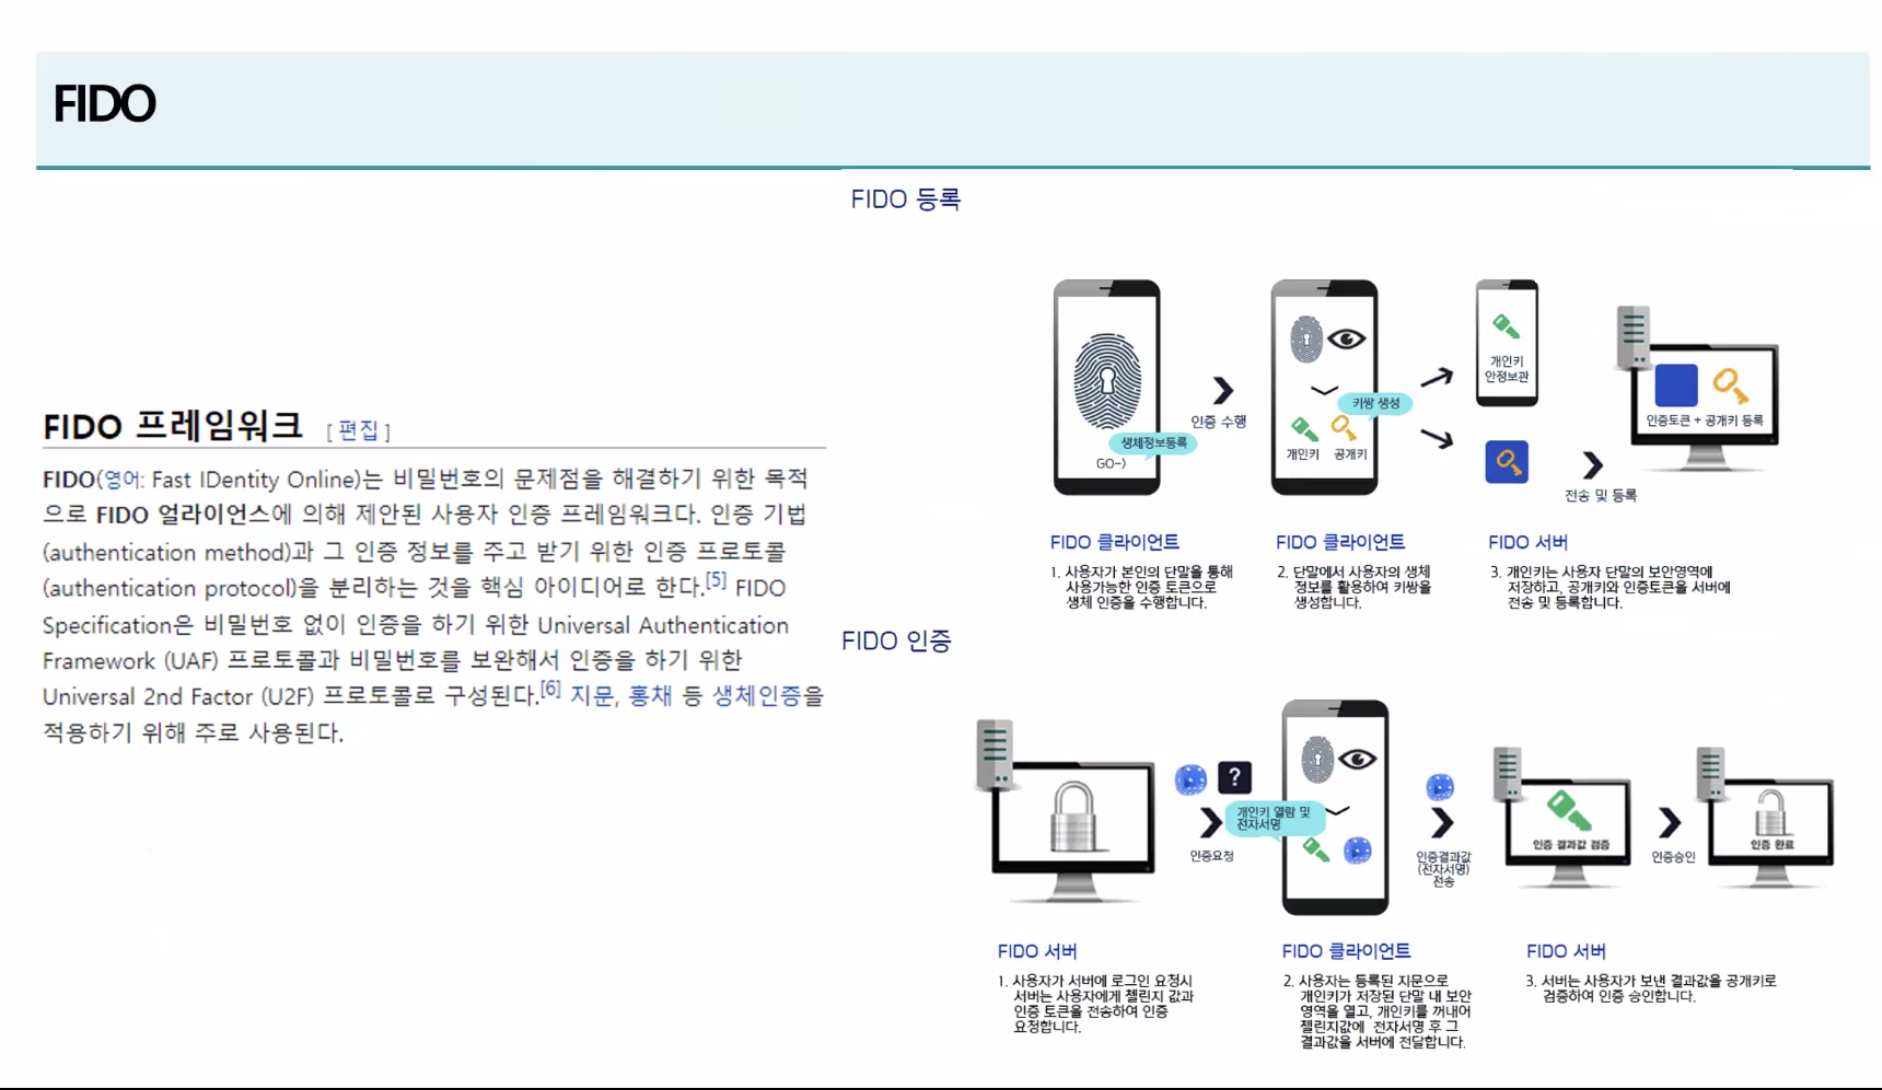 FIDO
FIDO 프레임워크 [ 편집 ]
FIDO(영어: Fast IDentity Online)는 비밀번호의 문제점을 해결하기 위한 목적
으로 FIDO 얼라이언스에 의해 제안된 사용자 인증 프레임워크다. 인증 기법
(authentication method)과 그 인증 정보를 주고 받기 위한 인증 프로토콜
(authentication protocol)을 분리하는 것을 핵심 아이디어로 한다.[5] FIDO
Specification은 비밀번호 없이 인증을 하기 위한 Universal Authentication
Framework (UAF) 프로토콜과 비밀번호를 보완해서 인증을 하기 위한
Universal 2nd Factor (U2F) 프로토콜로 구성된다.[6] 지문, 홍채 등 생체인증을
적용하기 위해 주로 사용된다.
FIDO 등록
생체정보등록
GO-)
인증 수행
키쌍 생성
개인키 공개키
개인키
안정보관
전송 및 등록
인증토큰 + 공개키 등록
FIDO 클라이언트
1. 사용자가 본인의 단말을 통해
사용가능한 인증 토큰으로
생체 인증을 수행합니다.
FIDO 클라이언트
2. 단말에서 사용자의 생체
정보를 활용하여 키쌍을
생성합니다.
FIDO 서버
3. 개인키는 사용자 단말의 보안영역에
저장하고, 공개키와 인증토큰을 서버에
전송 및 등록합니다.
FIDO 인증
?
인증요청
개인키 열람 및
전자서명
인증결과값
(전자서명)
전송
인증 결과값 검증
인증승인
인증 완료
FIDO 서버
1. 사용자가 서버에 로그인 요청시
서버는 사용자에게 챌린지 값과
인증 토큰을 전송하여 인증
요청합니다.
FIDO 클라이언트
2. 사용자는 등록된 지문으로
개인키가 저장된 단말 내 보안
영역을 열고, 개인키를 꺼내어
챌린지값에 전자서명 후 그
결과값을 서버에 전달합니다.
FIDO 서버
3. 서버는 사용자가 보낸 결과값을 공개키로
검증하여 인증 승인합니다.